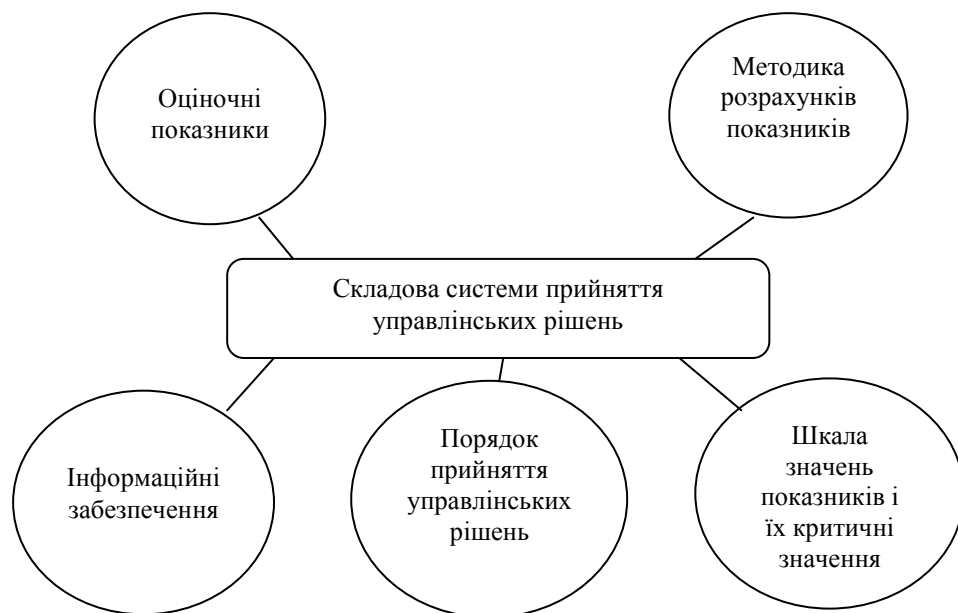 Оціночні
показники
Методика
розрахунків
показників
Складова системи прийняття
управлінських рішень
Інформаційні
забезпечення
Порядок
прийняття
управлінських
рішень
Шкала
значень
показників і
їх критичні
значення